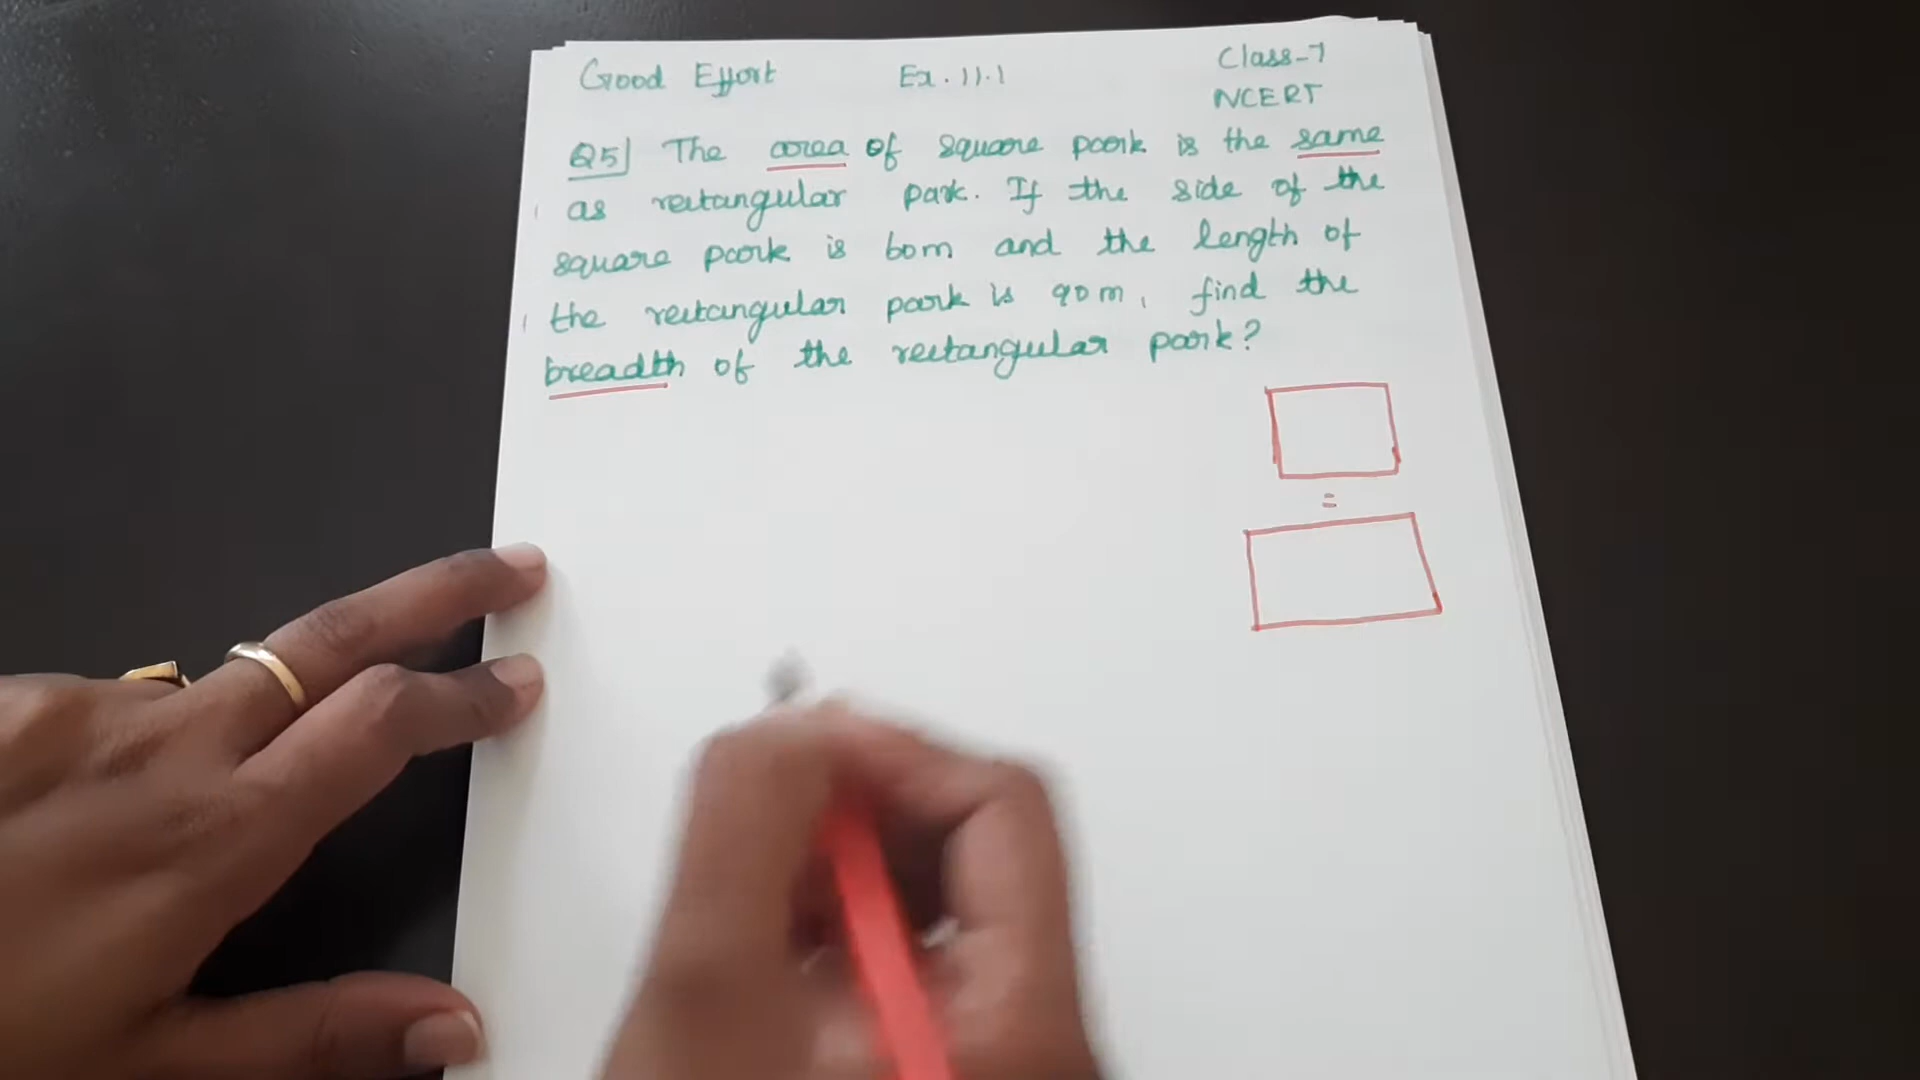 Good Effort Ex. 11.1 Class-7
NCERT
Q5] The area of square park is the same
as rectangular park. If the side of the
square park is 60m and the length of
the rectangular park is 90m, find the
breadth of the rectangular park?
=